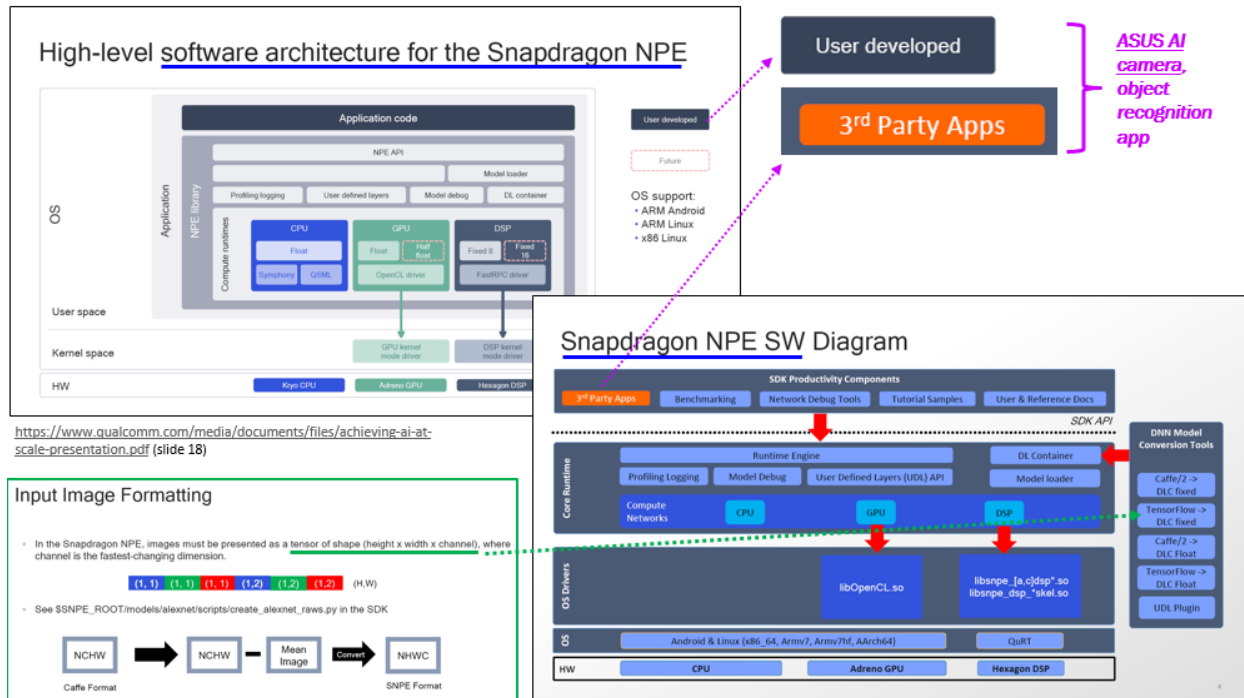 High-level software architecture for the Snapdragon NPE
OS
Application
NPE library
Application code
NPE API
Model loader
Profiling logging
User defined layers
Model debug
DL container
Compute runtimes
CPU
Float
Symphony
QSML
GPU
Float
Half
float
OpenCL driver
DSP
Fixed 8
Fixed
16
FastRPC driver
User space
Kernel space
GPU kernel
mode driver
DSP kernel
mode driver
HW
Kryo CPU
Adreno GPU
Hexagon DSP
User developed
Future
OS support:
• ARM Android
• ARM Linux
• x86 Linux
User developed
3rd Party Apps
ASUS AI
camera,
object
recognition
app
https://www.qualcomm.com/media/documents/files/achieving-ai-at-
scale-presentation.pdf (slide 18)
Input Image Formatting
In the Snapdragon NPE, images must be presented as a tensor of shape (height x width x channel), where
channel is the fastest-changing dimension.
(1, 1) (1, 1) (1, 1) (1,2) (1,2) (1,2) (H,W)
See $SNPE_ROOT/models/alexnet/scripts/create_alexnet_raws.py in the SDK
NCHW
NCHW
Mean
Image
Convert
NHWC
Caffe Format
SNPE Format
Snapdragon NPE SW Diagram
SDK Productivity Components
3rd Party Apps
Benchmarking
Network Debug Tools
Tutorial Samples
User & Reference Docs
SDK API
Core Runtime
Runtime Engine
DL Container
Profiling Logging
Model Debug
User Defined Layers (UDL) API
Model loader
Compute
Networks
CPU
GPU
DSP
OS Drivers
libOpenCL.so
libsnpe_[a,c]dsp*.so
libsnpe_dsp_*skel.so
OS
Android & Linux (x86_64, Armv7, Armv7hf, AArch64)
QuRT
HW
CPU
Adreno GPU
Hexagon DSP
DNN Model
Conversion Tools
Caffe/2 ->
DLC fixed
TensorFlow ->
DLC fixed
Caffe/2 ->
DLC Float
TensorFlow ->
DLC Float
UDL Plugin
4